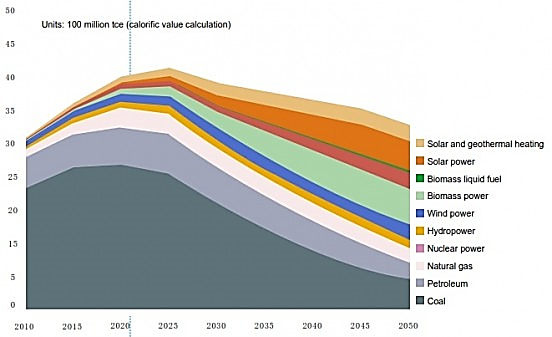 50
Units: 100 million tce (calorific value calculation)
45
40
35
30
25
20
15
5
0
2010 2015 2020 2025 2030 2035 2040 2045 2050
Solar and geothermal heating
Solar power
Biomass liquid fuel
Biomass power
Wind power
Hydropower
Nuclear power
Natural gas
Petroleum
Coal